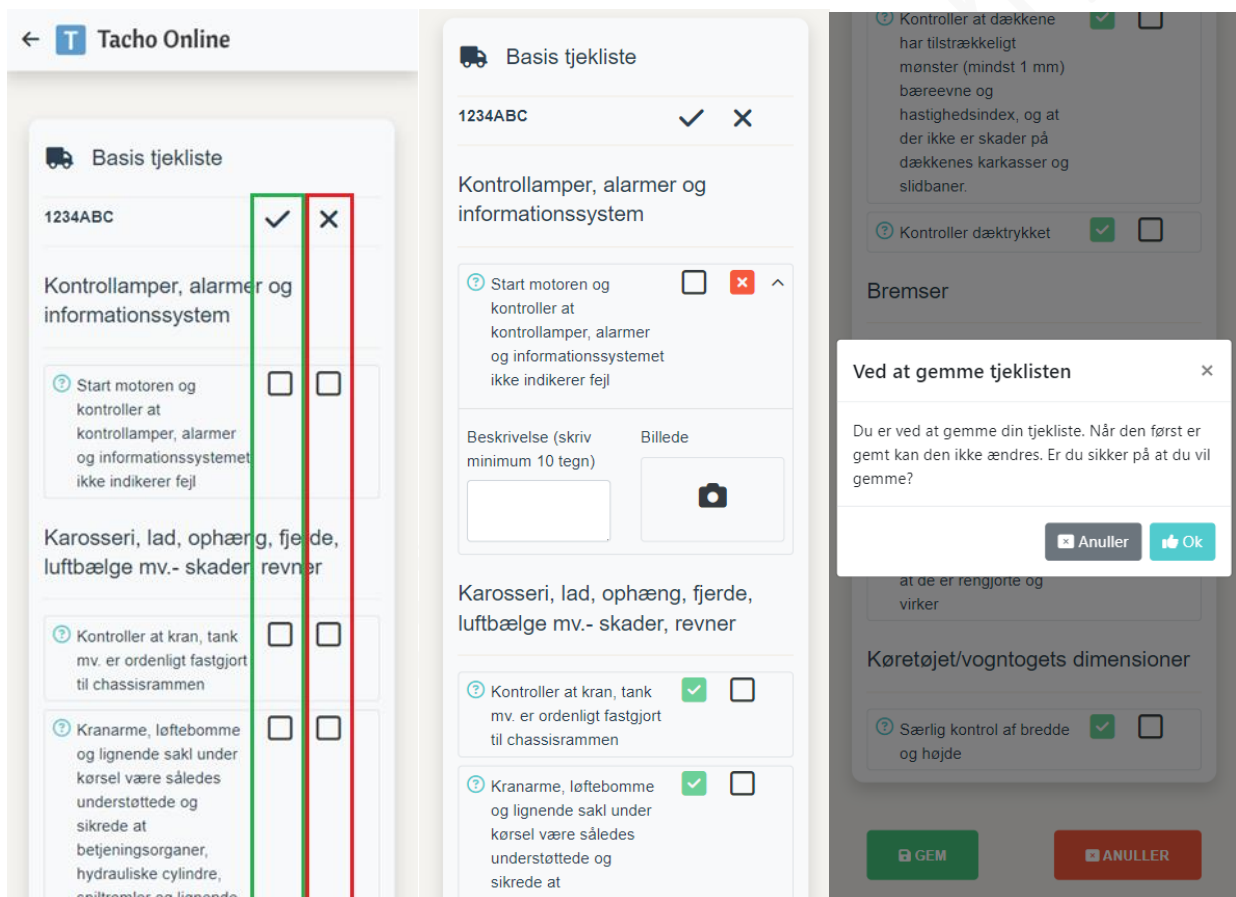 T Tacho Online
Basis tjekliste
1234ABC
Kontrollamper, alarmer og
informationssystem
Start motoren og
kontroller at
kontrollamper, alarmer
og informationssystemet
ikke indikerer fejl
Karosseri, lad, ophæng, fjerde,
luftbælge mv.- skader, revner
Kontroller at kran, tank
mv. er ordenligt fastgjort
til chassisrammen
Kranarme, løftebomme
og lignende sakl under
kørsel være således
understøttede og
sikrede at
betjeningsorganer,
hydrauliske cylindre,
spiltromler og lignende
Basis tjekliste
1234ABC
Kontrollamper, alarmer og
informationssystem
Start motoren og
kontroller at
kontrollamper, alarmer
og informationssystemet
ikke indikerer fejl
Beskrivelse (skriv
minimum 10 tegn)
Billede
Karosseri, lad, ophæng, fjerde,
luftbælge mv.- skader, revner
Kontroller at kran, tank
mv. er ordenligt fastgjort
til chassisrammen
Kranarme, løftebomme
og lignende sakl under
kørsel være således
understøttede og
sikrede at
Kontroller at dækkene
har tilstrækkeligt
mønster (mindst 1 mm)
bæreevne og
hastighedsindex, og at
der ikke er skader på
dækkenes karkasser og
slidbaner.
Kontroller dæktrykket
Bremser
Ved at gemme tjeklisten
Du er ved at gemme din tjekliste. Når den først er
gemt kan den ikke ændres. Er du sikker på at du vil
gemme?
Anuller
Ok
at de er rengjorte og
virker
Køretøjet/vogntogets dimensioner
Særlig kontrol af bredde
og højde
GEM
ANULLER